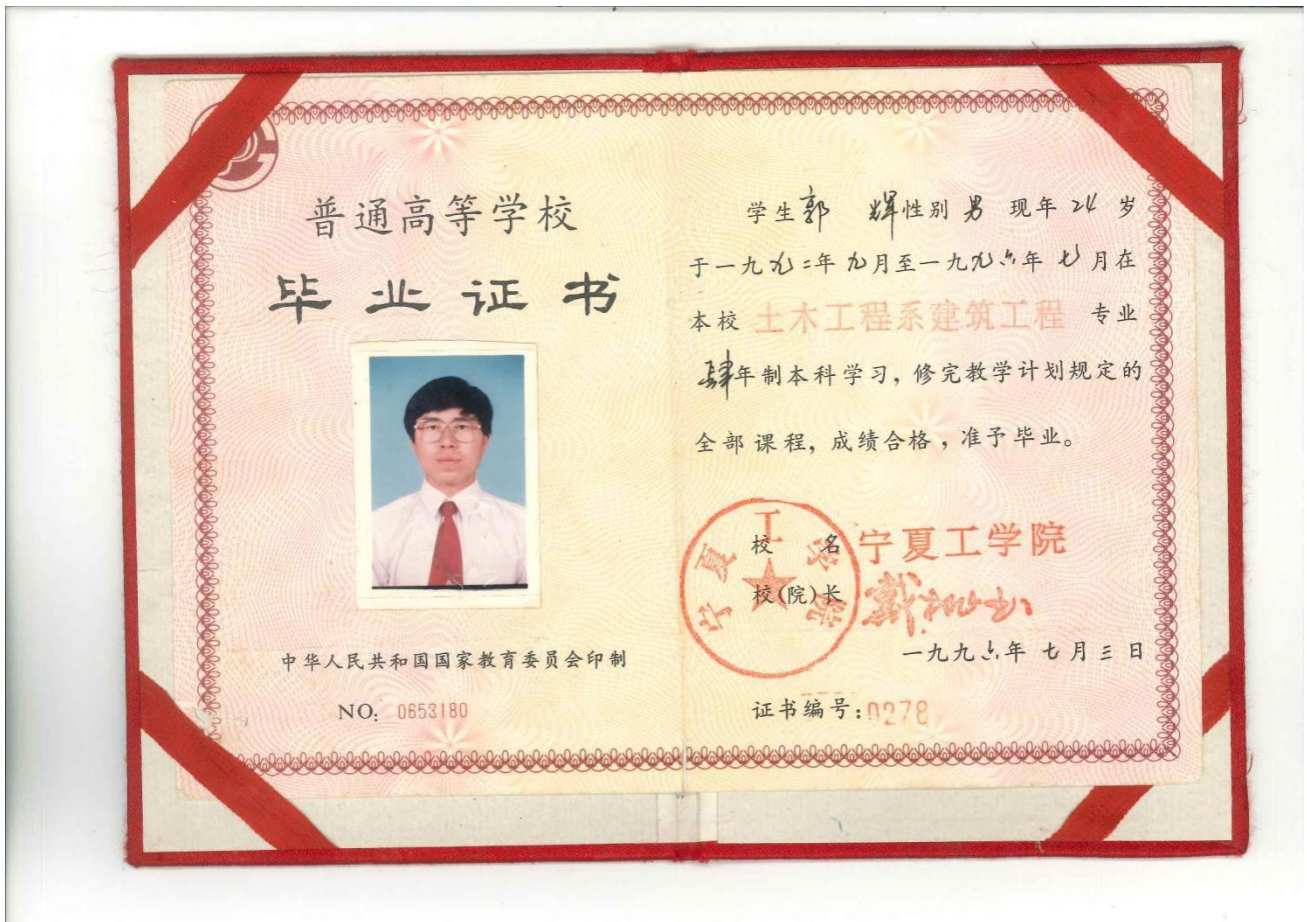 普通高等学校
毕业证书
中华人民共和国国家教育委员会印制
NO: 0653180
学生郭 辉性别男 现年24岁
于一九九二年九月至一九九六年七月在
本校 土木工程系建筑工程 专业
肆年制本科学习,修完教学计划规定的
全部课程,成绩合格,准予毕业。
校 名 宁夏工学院
校(院)长
宁夏工学院
一九九六年七月三日
证书编号:0278